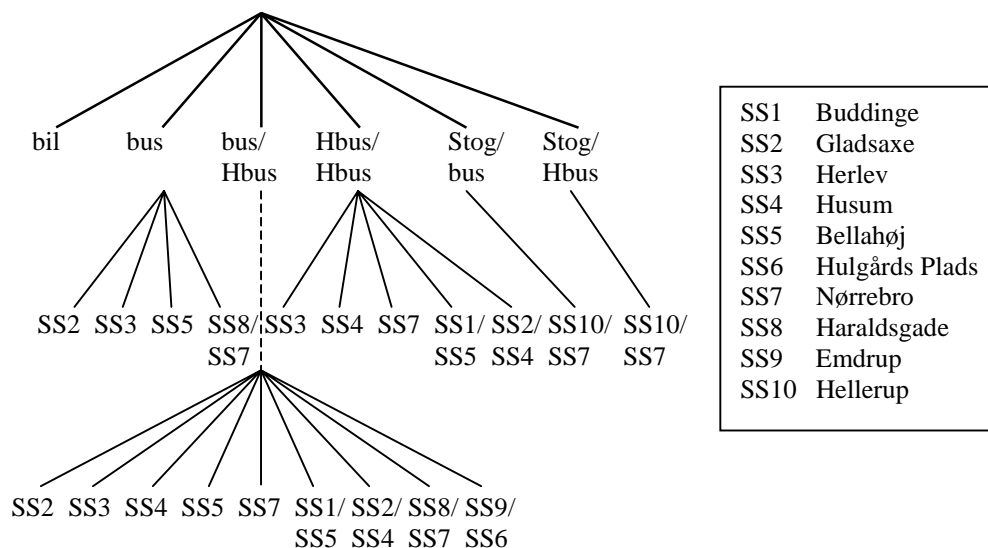 bil bus bus/ Hbus/ Stog/ Stog/
Hbus Hbus bus Hbus
SS2 SS3 SS5 SS8/ SS3 SS4 SS7 SS1/ SS2/ SS10/ SS10/
SS7 SS5 SS4 SS7 SS7
SS2 SS3 SS4 SS5 SS7 SS1/ SS2/ SS8/ SS9/
SS5 SS4 SS7 SS6
SS1 Buddinge
SS2 Gladsaxe
SS3 Herlev
SS4 Husum
SS5 Bellahøj
SS6 Hulgårds Plads
SS7 Nørrebro
SS8 Haraldsgade
SS9 Emdrup
SS10 Hellerup